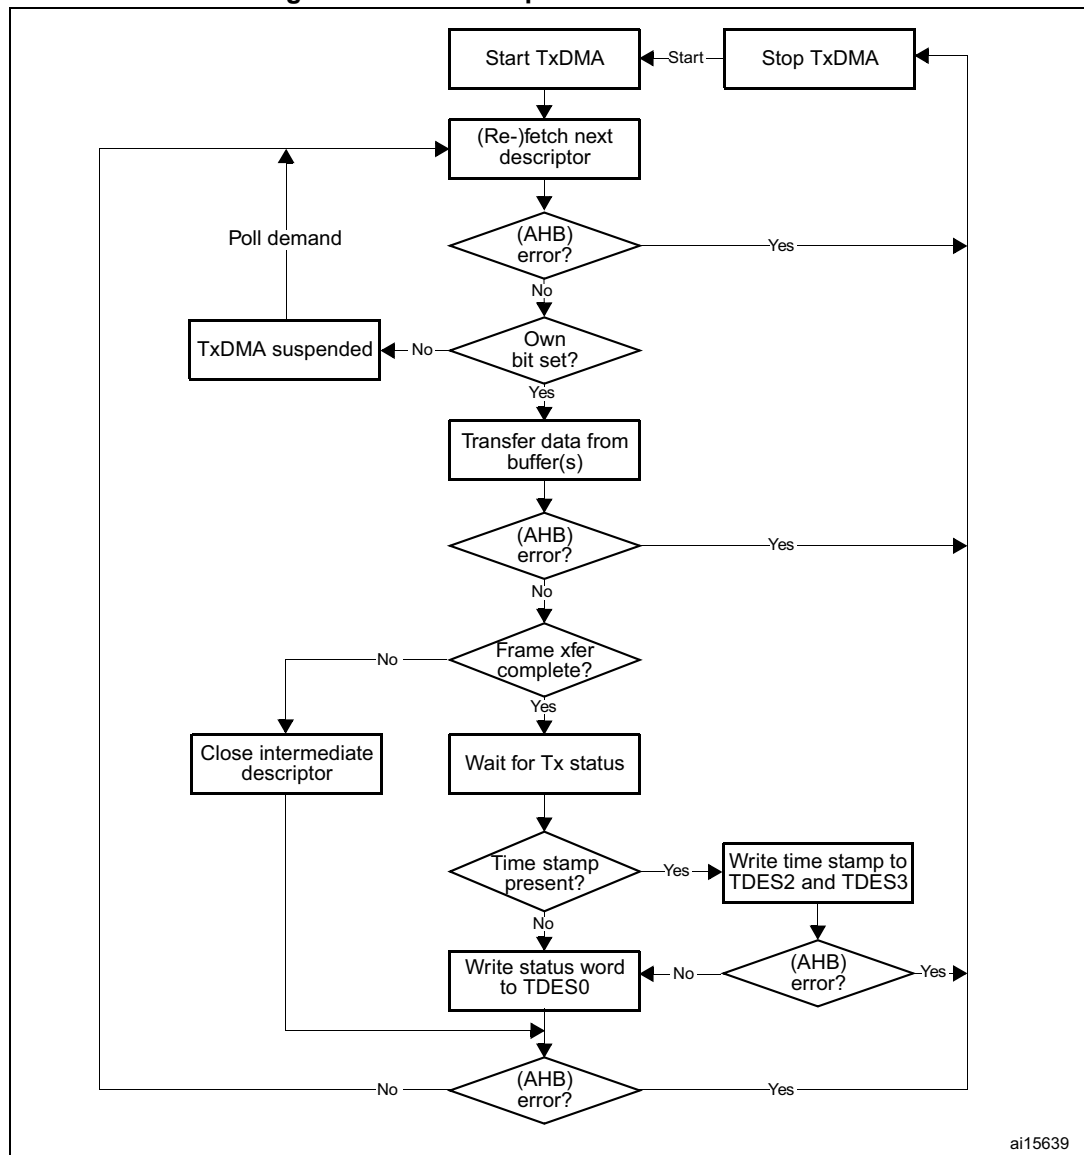 Start TxDMA
Start
Stop TxDMA
(Re-)fetch next
descriptor
Poll demand
(AHB)
error?
Yes
No
TxDMA suspended
No
Own
bit set?
Yes
Transfer data from
buffer(s)
(AHB)
error?
Yes
No
No
Frame xfer
complete?
Yes
Close intermediate
descriptor
Wait for Tx status
Time stamp
present?
Yes
Write time stamp to
TDES2 and TDES3
No
Write status word
to TDES0
No
(AHB)
error?
Yes
No
(AHB)
error?
Yes
ai15639